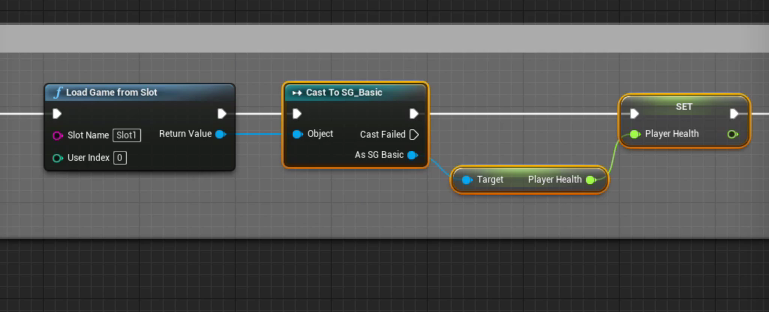 Load Game from Slot
Slot Name Slot1 Return Value
User Index 0
Cast To SG_Basic
Object Cast Failed
As SG Basic
Target Player Health
SET
Player Health